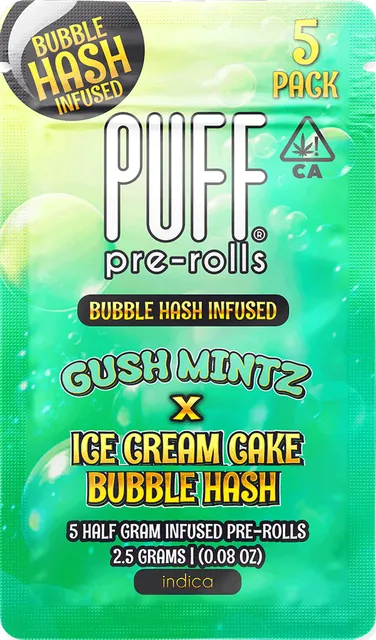 BUBBLE
HASH
INFUSED
5
PACK
PUFF®
pre-rolls
CA
BUBBLE HASH INFUSED
GUSH MINTZ
X
ICE CREAM CAKE
BUBBLE HASH
5 HALF GRAM INFUSED PRE-ROLLS
2.5 GRAMS | (0.08 OZ)
indica